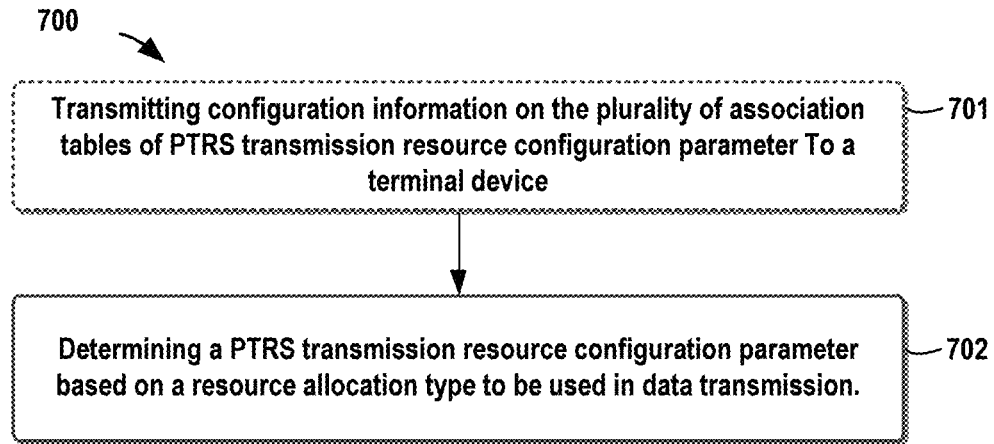 700
Transmitting configuration information on the plurality of association
701
tables of PTRS transmission resource configuration parameter To a
terminal device
Determining a PTRS transmission resource configuration parameter
702
based on a resource allocation type to be used in data transmission.